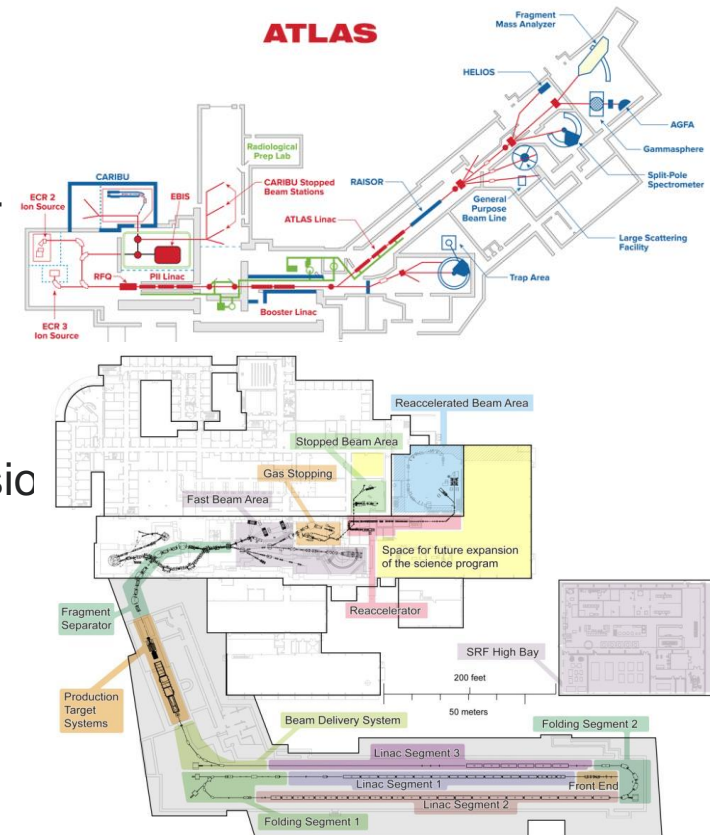 ATLAS
Fragment
Mass Analyzer
HELIOS
AGFA
Gammasphere
Split-Pole
Spectrometer
Radiological
Prep Lab
CARIBU
CARIBU Stopped
Beam Stations
RAISOR
ECR 2
Ion Source
EBIS
ATLAS Linac
General
Purpose
Beam Line
Large Scattering
Facility
RFQ
PII Linac
Trap Area
Booster Linac
ECR 3
Ion Source
Reaccelerated Beam Area
Stopped Beam Area
Gas Stopping
sio
Fast Beam Area
Space for future expansion
of the science program
Fragment
Separator
Reaccelerator
SRF High Bay
200 feet
50 meters
Production
Target
Systems
Beam Delivery System
Folding Segment 2
Linac Segment 3
Linac Segment 1
Front End
Linac Segment 2
Folding Segment 1